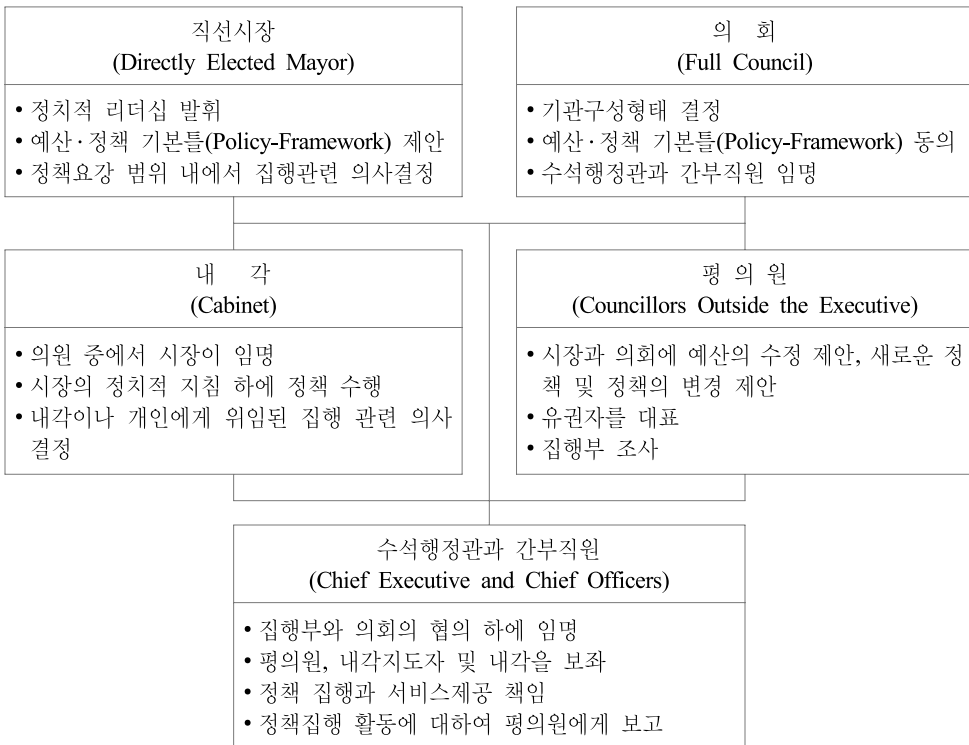 직선시장
(Directly Elected Mayor)
• 정치적 리더십 발휘
• 예산·정책 기본틀(Policy-Framework) 제안
• 정책요강 범위 내에서 집행관련 의사결정
의 회
(Full Council)
• 기관구성형태 결정
• 예산·정책 기본틀(Policy-Framework) 동의
• 수석행정관과 간부직원 임명
내 각
(Cabinet)
• 의원 중에서 시장이 임명
• 시장의 정치적 지침 하에 정책 수행
• 내각이나 개인에게 위임된 집행 관련 의사
결정
평 의 원
(Councillors Outside the Executive)
• 시장과 의회에 예산의 수정 제안, 새로운 정
책 및 정책의 변경 제안
• 유권자를 대표
• 집행부 조사
수석행정관과 간부직원
(Chief Executive and Chief Officers)
• 집행부와 의회의 협의 하에 임명
• 평의원, 내각지도자 및 내각을 보좌
• 정책 집행과 서비스제공 책임
• 정책집행 활동에 대하여 평의원에게 보고